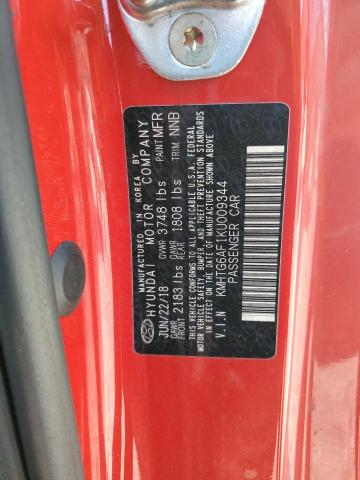 MANUFACTURED IN KOREA BY
HYUNDAI MOTOR COMPANY
JUN/22/18 GVWR 3748 lbs PAINT MFR
GAWR FRONT 2183 lbs GAWR REAR 1808 lbs TRIM NNB
THIS VEHICLE CONFORMS TO ALL APPLICABLE U.S.A. FEDERAL
MOTOR VEHICLE SAFETY, BUMPER, AND THEFT PREVENTION STANDARDS
IN EFFECT ON THE DATE OF MANUFACTURE SHOWN ABOVE
V.I.N KMHTG6AF1KU009344
PASSENGER CAR